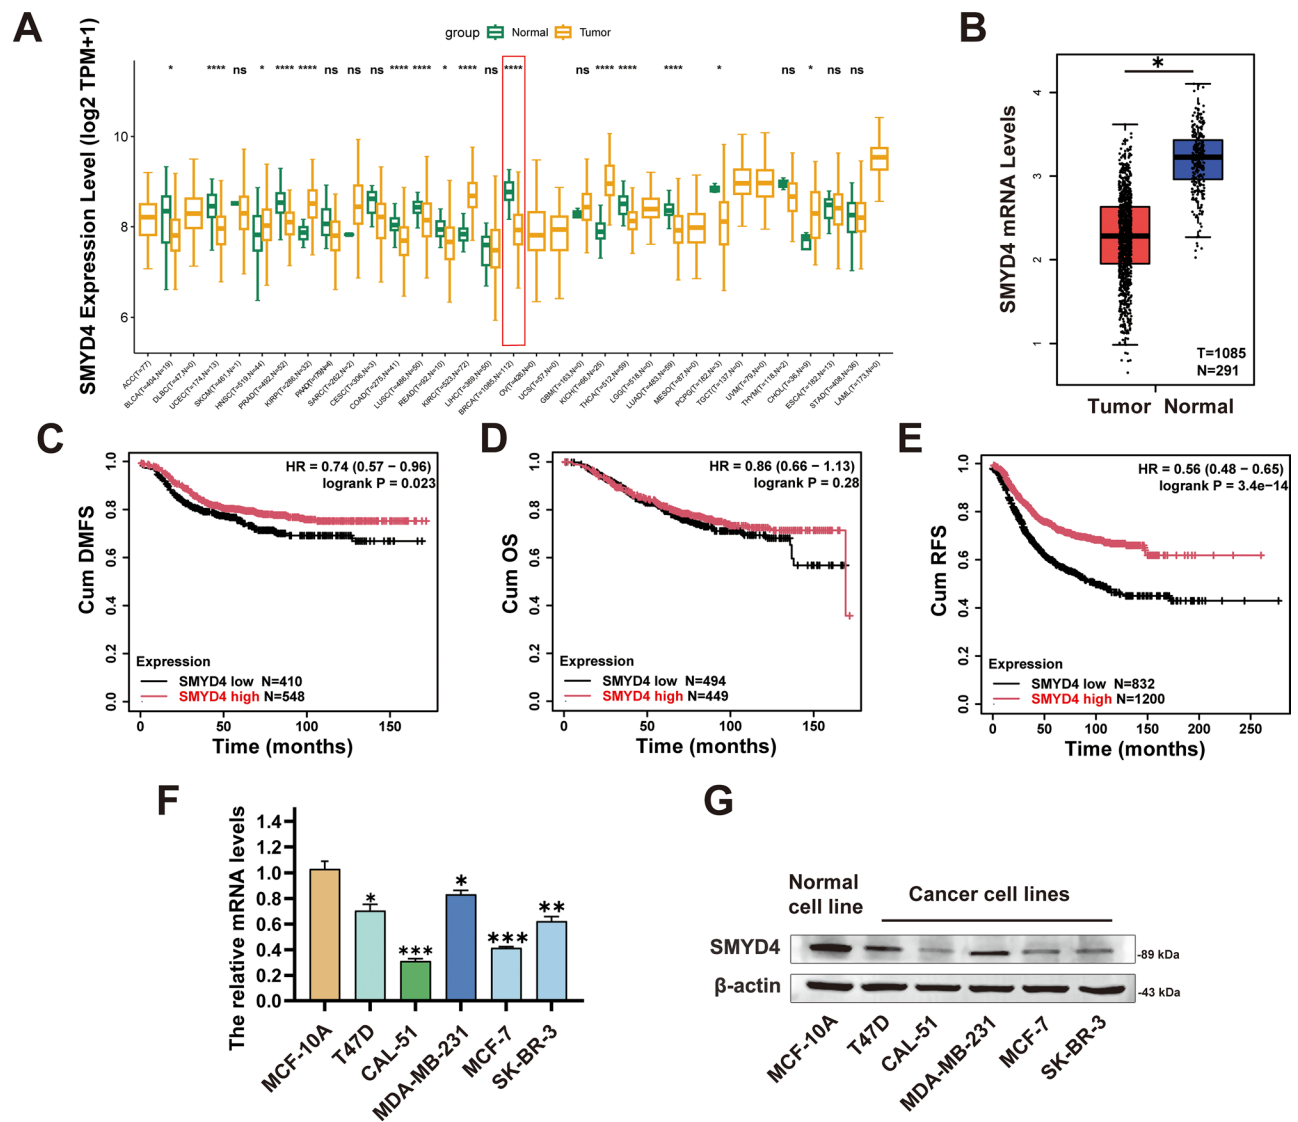 A
SMYD4 Expression Level (log2 TPM+1)
group Normal Tumor
* **** ns * **** **** ns ns ns **** **** * **** ns **** ns **** **** **** * ns * ns ns
10
8
6
ACC(T=77)
BLCA(T=404,N=19)
DLBC(T=47,N=0)
UCEC(T=174,N=13)
SKCM(T=461,N=1)
HNSC(T=519,N=44)
PRAD(T=492,N=52)
KIRP(T=286,N=32)
SARC(T=262,N=2)
CESC(T=306,N=3)
COAD(T=275,N=41)
LUSC(T=486,N=50)
READ(T=92,N=10)
KIRC(T=523,N=72)
LIHC(T=369,N=50)
BRCA(T=1085,N=112)
OV(T=426,N=0)
UCS(T=57,N=0)
GBM(T=163,N=0)
KICH(T=66,N=25)
THCA(T=512,N=59)
LGG(T=518,N=0)
LUAD(T=483,N=59)
MESO(T=87,N=0)
PCPG(T=182,N=3)
TGCT(T=137,N=0)
UVM(T=79,N=0)
THYM(T=118,N=2)
CHOL(T=36,N=9)
ESCA(T=182,N=13)
STAD(T=408,N=36)
LAML(T=173,N=0)
B
SMYD4 mRNA Levels
4
3
2
1
*
T=1085
N=291
Tumor Normal
C
Cum DMFS
1.0
0.8
0.6
0.4
0.2
0.0
HR = 0.74 (0.57 − 0.96)
logrank P = 0.023
Expression
SMYD4 low N=410
SMYD4 high N=548
0 50 100 150
Time (months)
D
Cum OS
1.0
0.8
0.6
0.4
0.2
0.0
HR = 0.86 (0.66 − 1.13)
logrank P = 0.28
Expression
SMYD4 low N=494
SMYD4 high N=449
0 50 100 150
Time (months)
E
Cum RFS
1.0
0.8
0.6
0.4
0.2
0.0
HR = 0.56 (0.48 − 0.65)
logrank P = 3.4e−14
Expression
SMYD4 low N=832
SMYD4 high N=1200
0 50 100 150 200 250
Time (months)
F
The relative mRNA levels
1.4
1.2
1.0
0.8
0.6
0.4
0.2
0.0
* *** * *** **
MCF-10A
T47D
CAL-51
MDA-MB-231
MCF-7
SK-BR-3
G
Normal
cell line
Cancer cell lines
SMYD4
-89 kDa
β-actin
-43 kDa
MCF-10A
T47D
CAL-51
MDA-MB-231
MCF-7
SK-BR-3